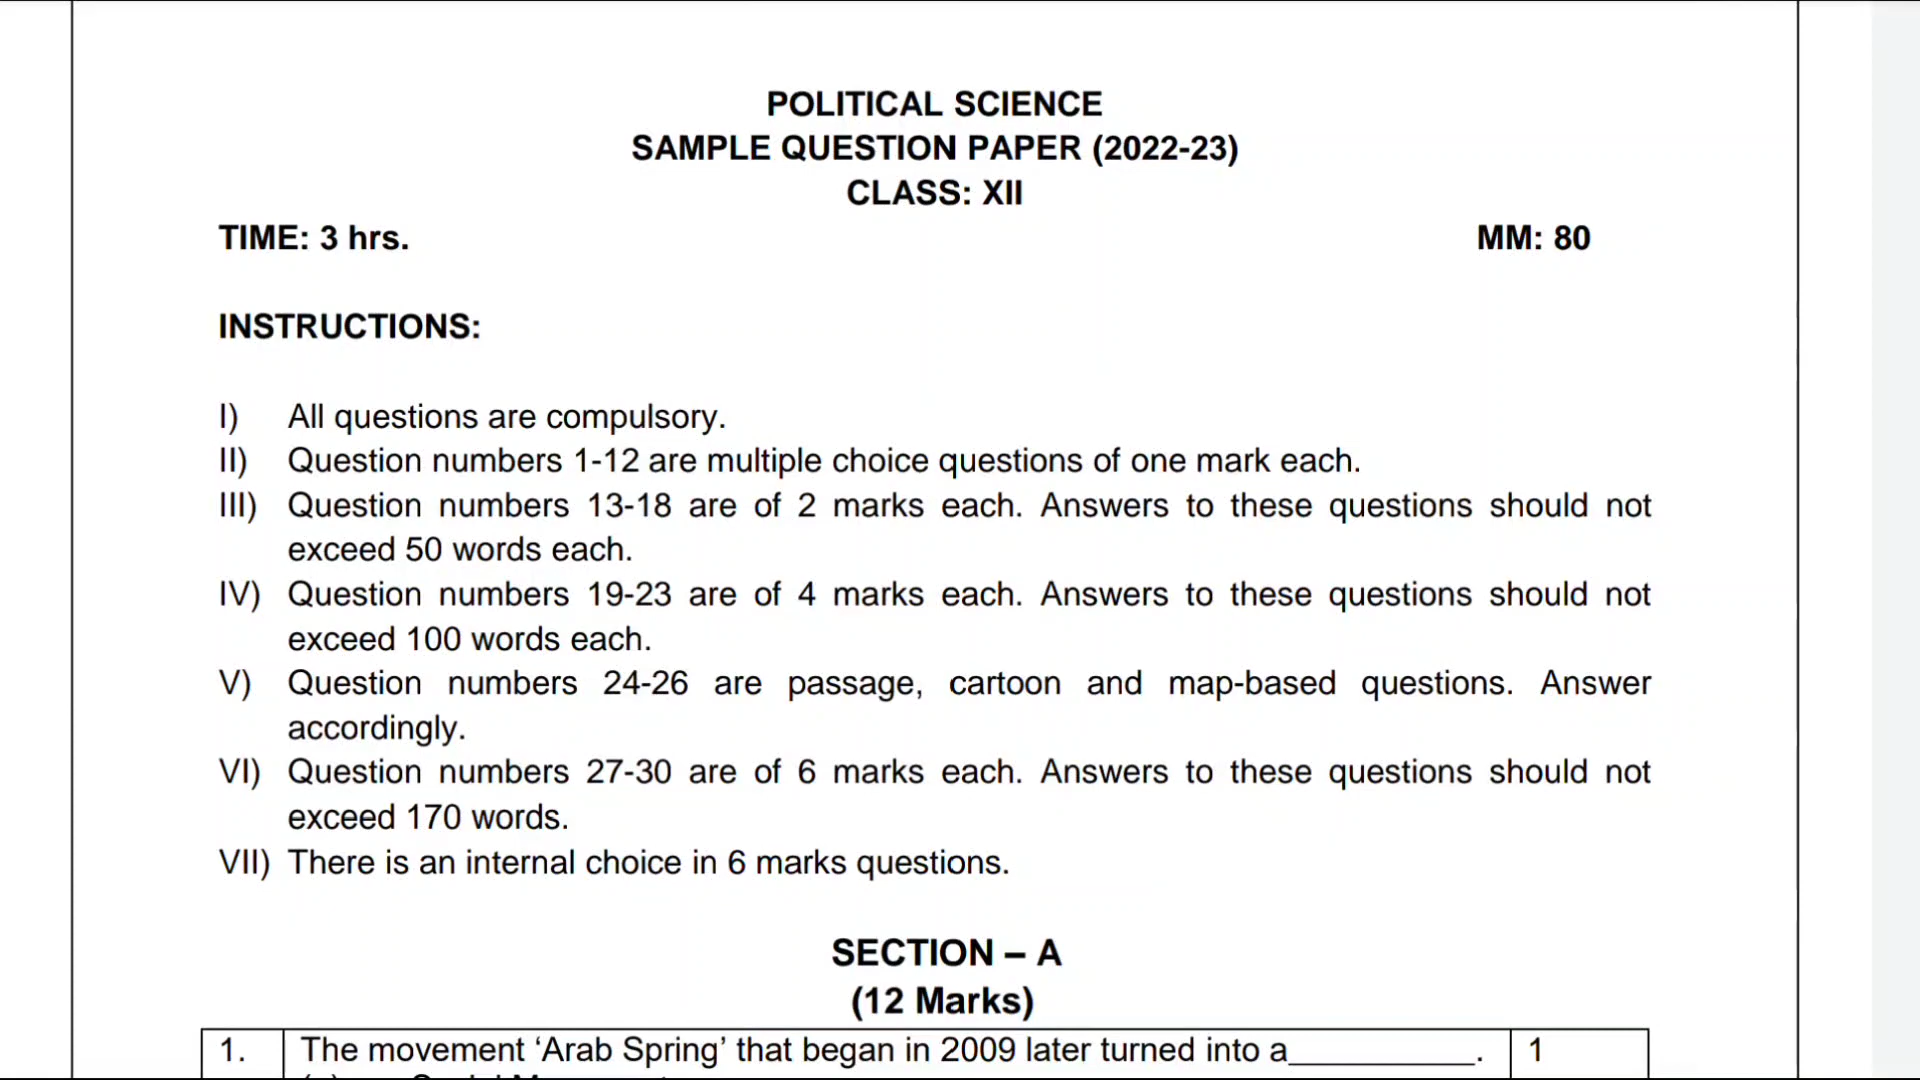 POLITICAL SCIENCE
SAMPLE QUESTION PAPER (2022-23)
CLASS: XII
TIME: 3 hrs. MM: 80
INSTRUCTIONS:
I) All questions are compulsory.
II) Question numbers 1-12 are multiple choice questions of one mark each.
III) Question numbers 13-18 are of 2 marks each. Answers to these questions should not
exceed 50 words each.
IV) Question numbers 19-23 are of 4 marks each. Answers to these questions should not
exceed 100 words each.
V) Question numbers 24-26 are passage, cartoon and map-based questions. Answer
accordingly.
VI) Question numbers 27-30 are of 6 marks each. Answers to these questions should not
exceed 170 words.
VII) There is an internal choice in 6 marks questions.
SECTION – A
(12 Marks)
1. The movement ‘Arab Spring’ that began in 2009 later turned into a__________. 1